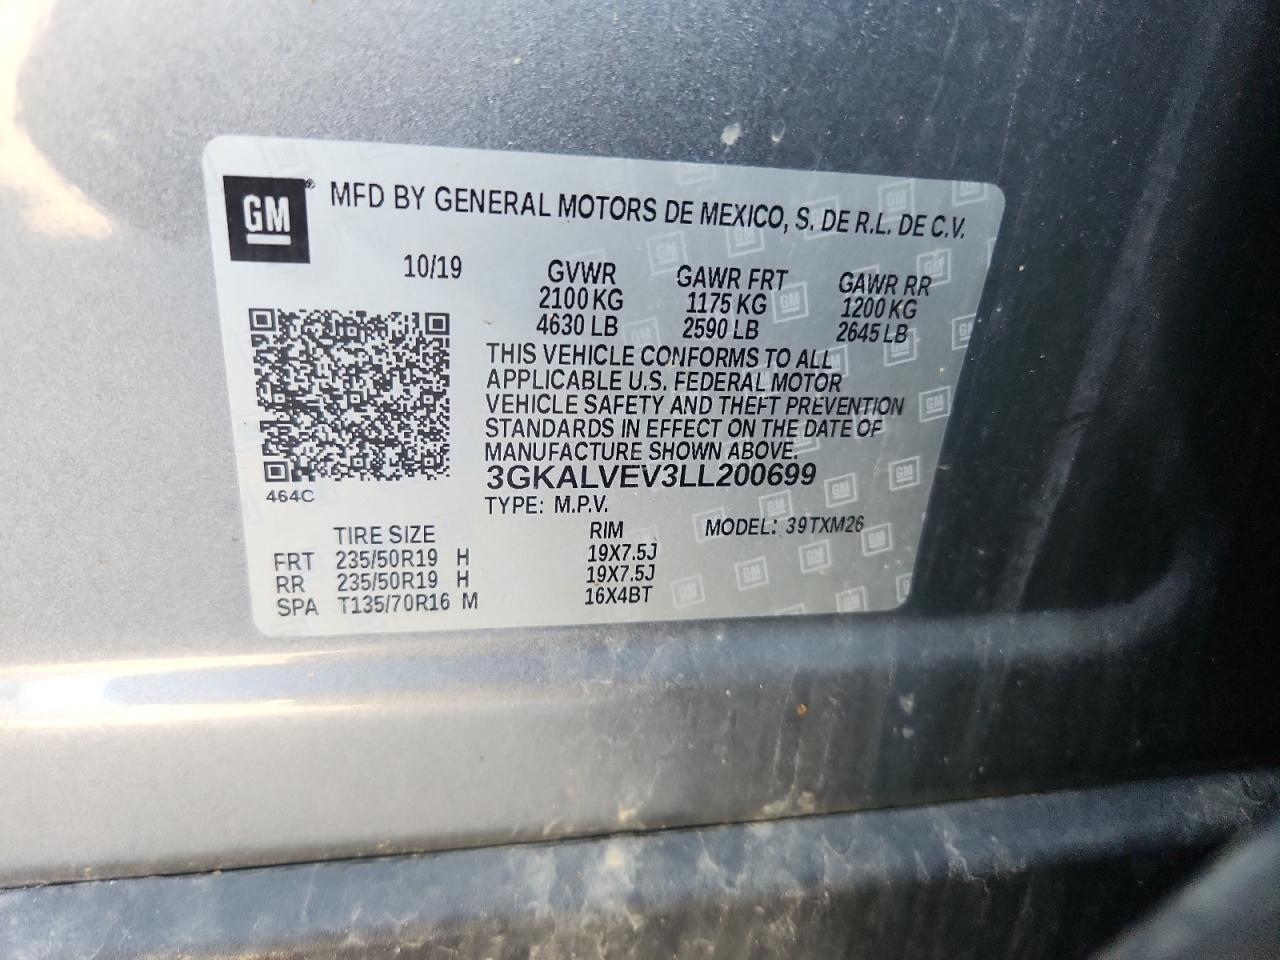 GM
® MFD BY GENERAL MOTORS DE MEXICO, S. DE R.L. DE C.V.
10/19
GVWR GAWR FRT GAWR RR
2100 KG 1175 KG 1200 KG
4630 LB 2590 LB 2645 LB
THIS VEHICLE CONFORMS TO ALL
APPLICABLE U.S. FEDERAL MOTOR
VEHICLE SAFETY AND THEFT PREVENTION
STANDARDS IN EFFECT ON THE DATE OF
MANUFACTURE SHOWN ABOVE.
3GKALVEV3LL200699
464C
TYPE: M.P.V.
TIRE SIZE RIM MODEL: 39TXM26
FRT 235/50R19 H 19X7.5J
RR 235/50R19 H 19X7.5J
SPA T135/70R16 M 16X4BT